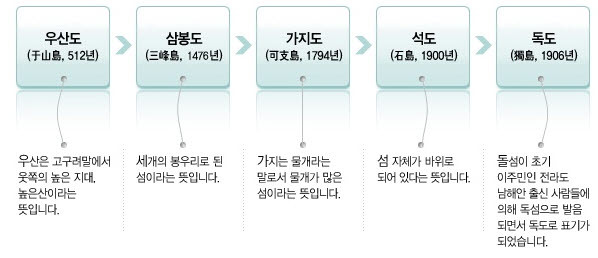 우산도
(于山島, 512년)
삼봉도
(三峰島, 1476년)
가지도
(可支島, 1794년)
석도
(石島, 1900년)
독도
(獨島, 1906년)
우산은 고구려말에서
웃쪽의 높은 지대,
높은산이라는
뜻입니다.
세개의 봉우리로 된
섬이라는 뜻입니다.
가지는 물개라는
말로서 물개가 많은
섬이라는 뜻입니다.
섬 자체가 바위로
되어 있다는 뜻입니다.
돌섬이 초기
이주민인 전라도
남해안 출신 사람들에
의해 독섬으로 발음
되면서 독도로 표기가
되었습니다.